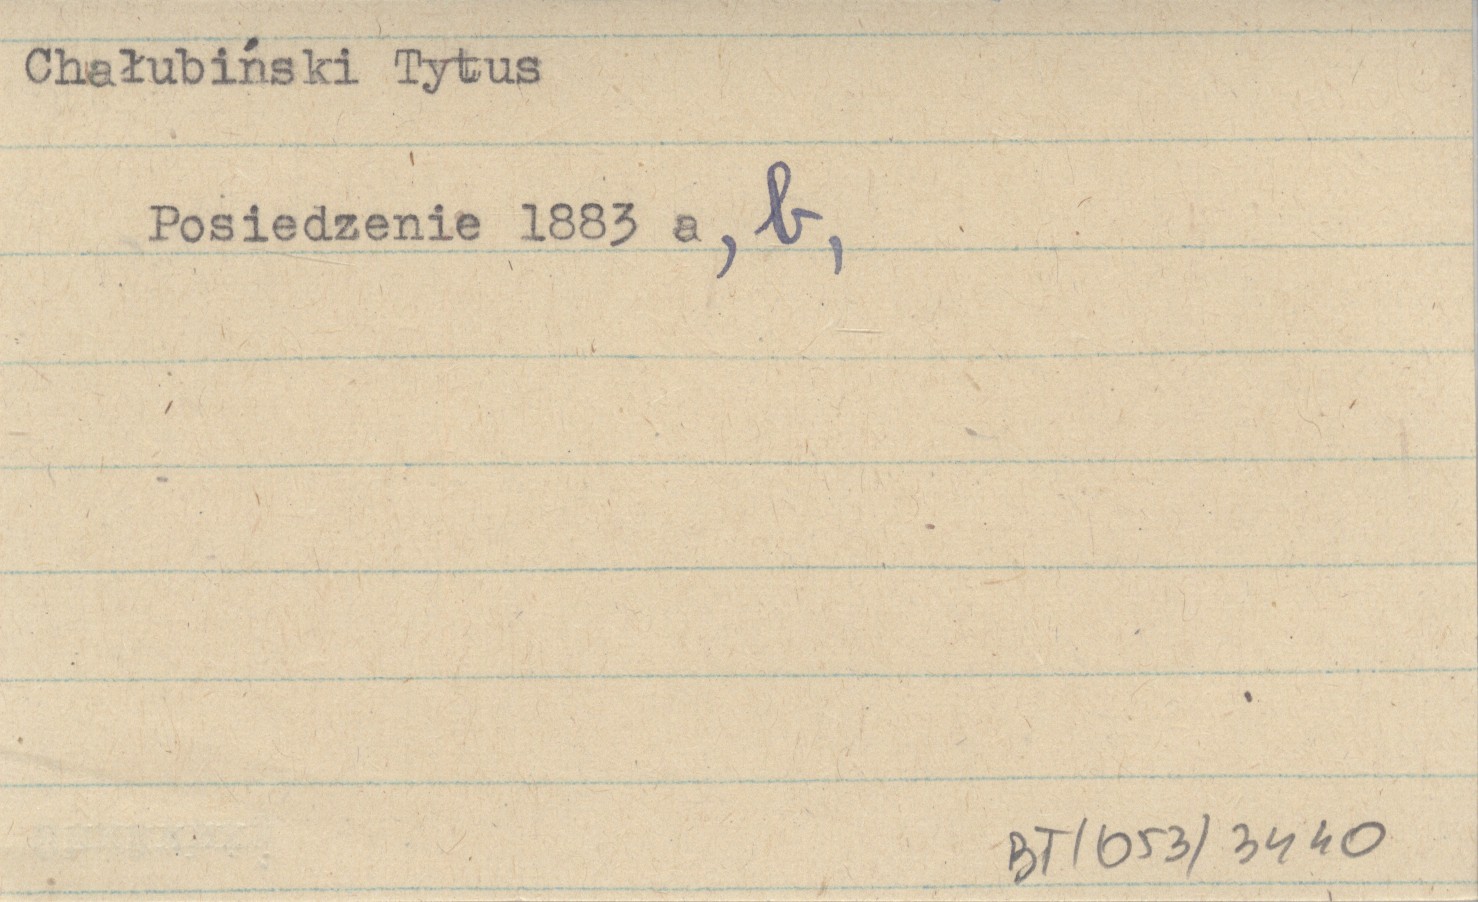 Chałubiński Tytus
Posiedzenie 1883 a, b,
BT/053/3440